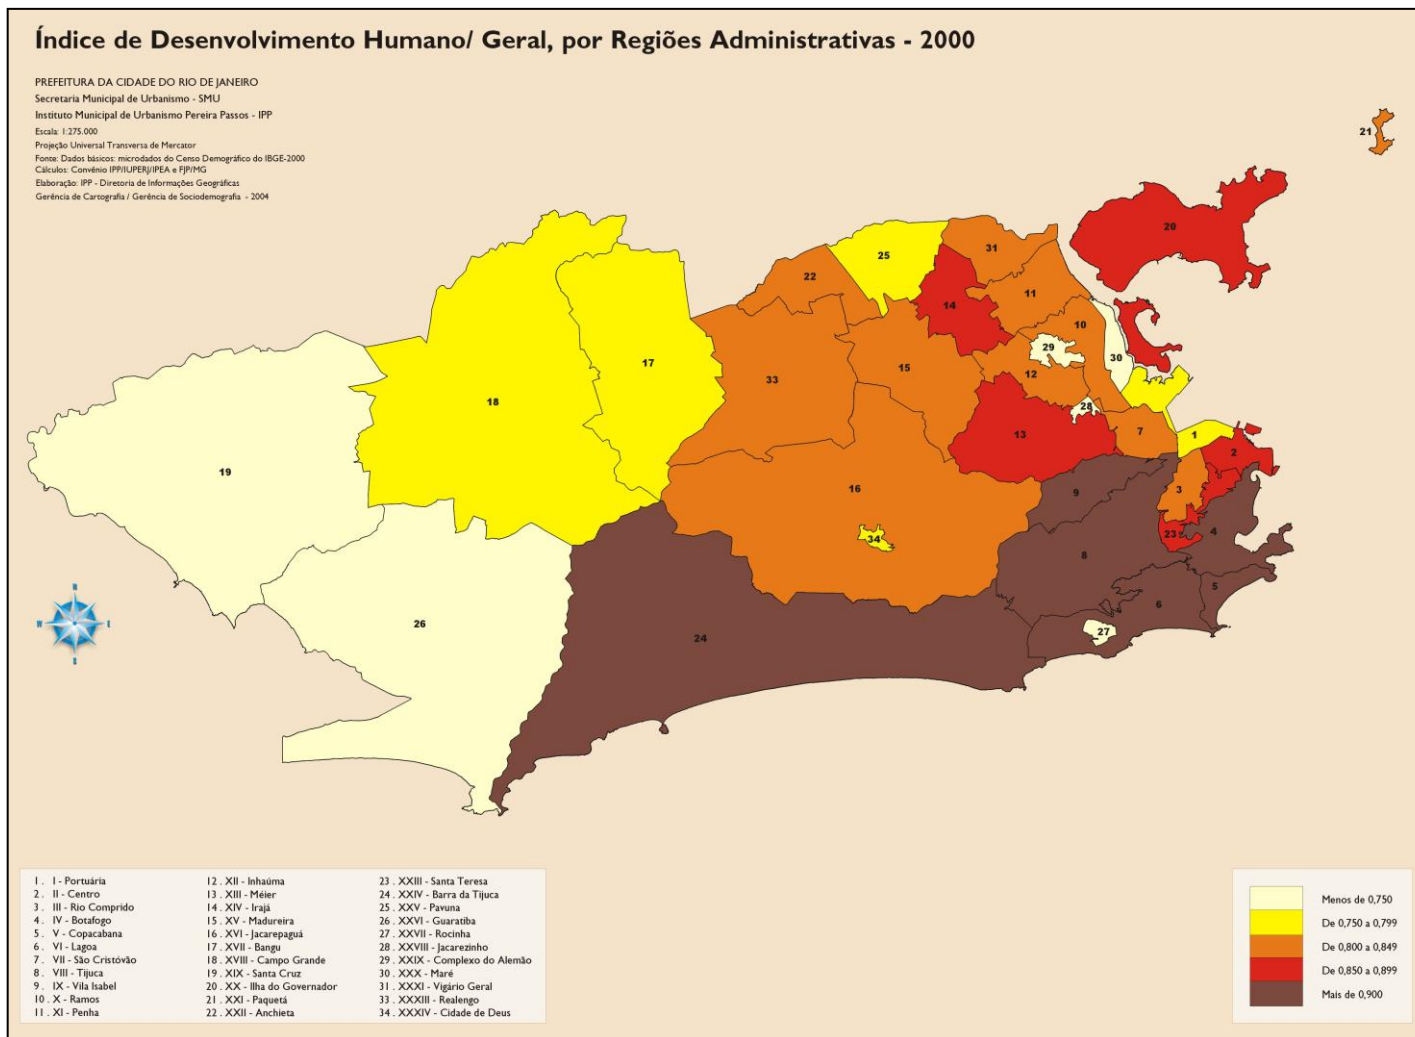 Índice de Desenvolvimento Humano/ Geral, por Regiões Administrativas - 2000
PREFEITURA DA CIDADE DO RIO DE JANEIRO
Secretaria Municipal de Urbanismo - SMU
Instituto Municipal de Urbanismo Pereira Passos - IPP
Escala: 1:275.000
Projeção Universal Transversa de Mercator
Fonte: Dados básicos: microdados do Censo Demográfico do IBGE-2000
Cálculos: Convênio IPP/IUPERJ/IPEA e FJP/MG
Elaboração: IPP - Diretoria de Informações Geográficas
Gerência de Cartografia / Gerência de Sociodemografia - 2004
21
20
31
25
22
11
14
10
29
30
15
12
33
17
18
28
13
7
1
2
19
9
3
16
34
23
4
8
5
6
27
26
24
N
W
E
S
1 . I - Portuária
2 . II - Centro
3 . III - Rio Comprido
4 . IV - Botafogo
5 . V - Copacabana
6 . VI - Lagoa
7 . VII - São Cristóvão
8 . VIII - Tijuca
9 . IX - Vila Isabel
10 . X - Ramos
11 . XI - Penha
12 . XII - Inhaúma
13 . XIII - Méier
14 . XIV - Irajá
15 . XV - Madureira
16 . XVI - Jacarepaguá
17 . XVII - Bangu
18 . XVIII - Campo Grande
19 . XIX - Santa Cruz
20 . XX - Ilha do Governador
21 . XXI - Paquetá
22 . XXII - Anchieta
23 . XXIII - Santa Teresa
24 . XXIV - Barra da Tijuca
25 . XXV - Pavuna
26 . XXVI - Guaratiba
27 . XXVII - Rocinha
28 . XXVIII - Jacarezinho
29 . XXIX - Complexo do Alemão
30 . XXX - Maré
31 . XXXI - Vigário Geral
33 . XXXIII - Realengo
34 . XXXIV - Cidade de Deus
Menos de 0,750
De 0,750 a 0,799
De 0,800 a 0,849
De 0,850 a 0,899
Mais de 0,900